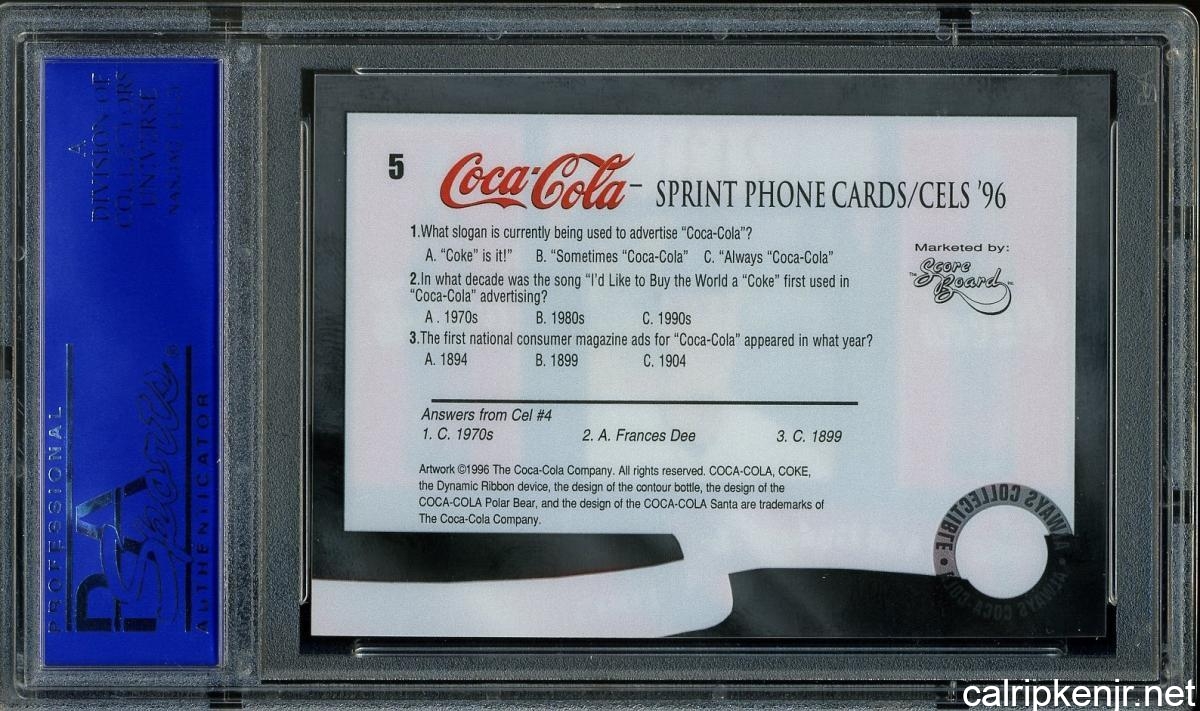 A
DIVISION OF
COLLECTORS
UNIVERSE
NASDAQ: CLCT
PROFESSIONAL
PSA
Sports®
AUTHENTICATOR
5 Coca-Cola SPRINT PHONE CARDS/CELS '96
1.What slogan is currently being used to advertise "Coca-Cola"?
A. "Coke" is it!" B. "Sometimes "Coca-Cola" C. "Always "Coca-Cola"
2.In what decade was the song "I'd Like to Buy the World a "Coke" first used in
"Coca-Cola" advertising?
A . 1970s B. 1980s C. 1990s
3.The first national consumer magazine ads for "Coca-Cola" appeared in what year?
A. 1894 B. 1899 C. 1904
Marketed by:
Score
Board
Answers from Cel #4
1. C. 1970s 2. A. Frances Dee 3. C. 1899
Artwork ©1996 The Coca-Cola Company. All rights reserved. COCA-COLA, COKE,
the Dynamic Ribbon device, the design of the contour bottle, the design of the
COCA-COLA Polar Bear, and the design of the COCA-COLA Santa are trademarks of
The Coca-Cola Company.
ALWAYS COLLECTIBLE •
calripkenjr.net